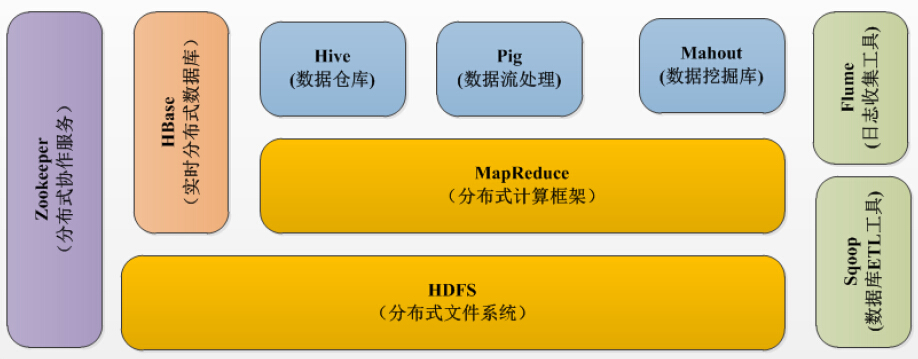 Zookeeper
（分布式协作服务）
HBase
（实时分布式数据库）
Hive
(数据仓库)
Pig
(数据流处理)
Mahout
(数据挖掘库)
MapReduce
（分布式计算框架）
HDFS
（分布式文件系统）
Flume
(日志收集工具)
Sqoop
(数据库ETL工具)